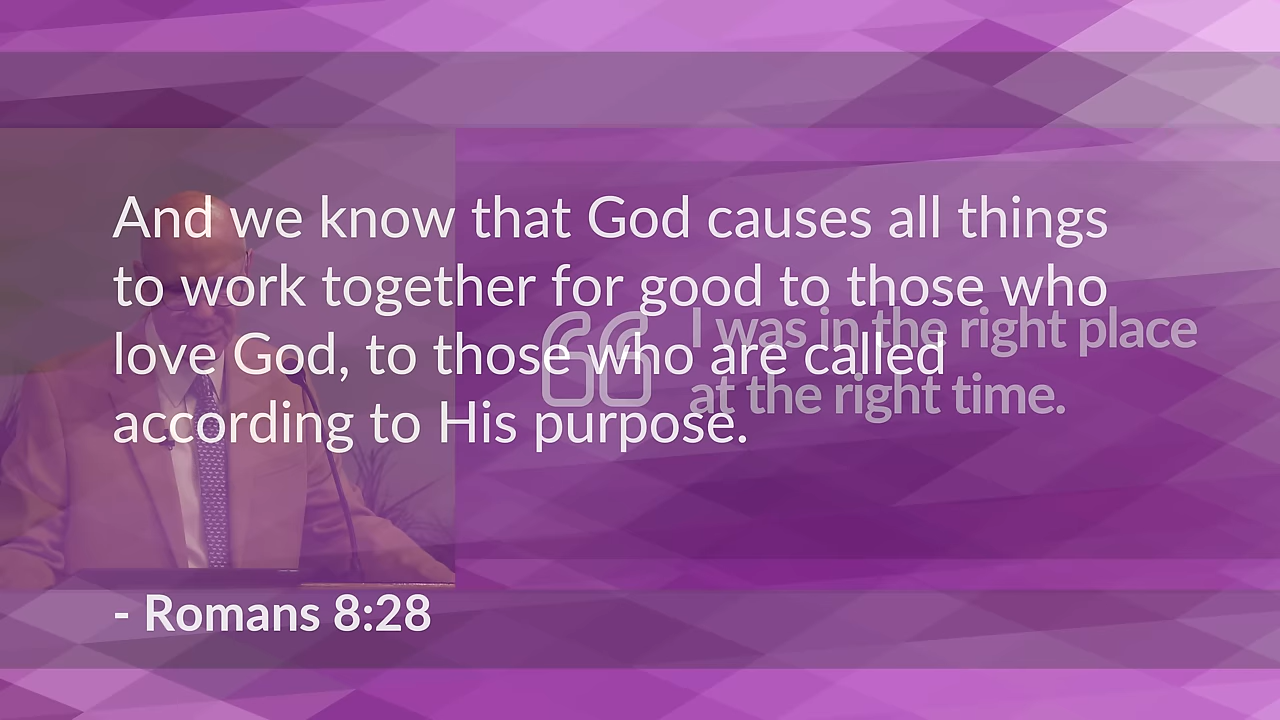 And we know that God causes all things
to work together for good to those who
love God, to those who are called
according to His purpose.
I was in the right place
at the right time.
- Romans 8:28